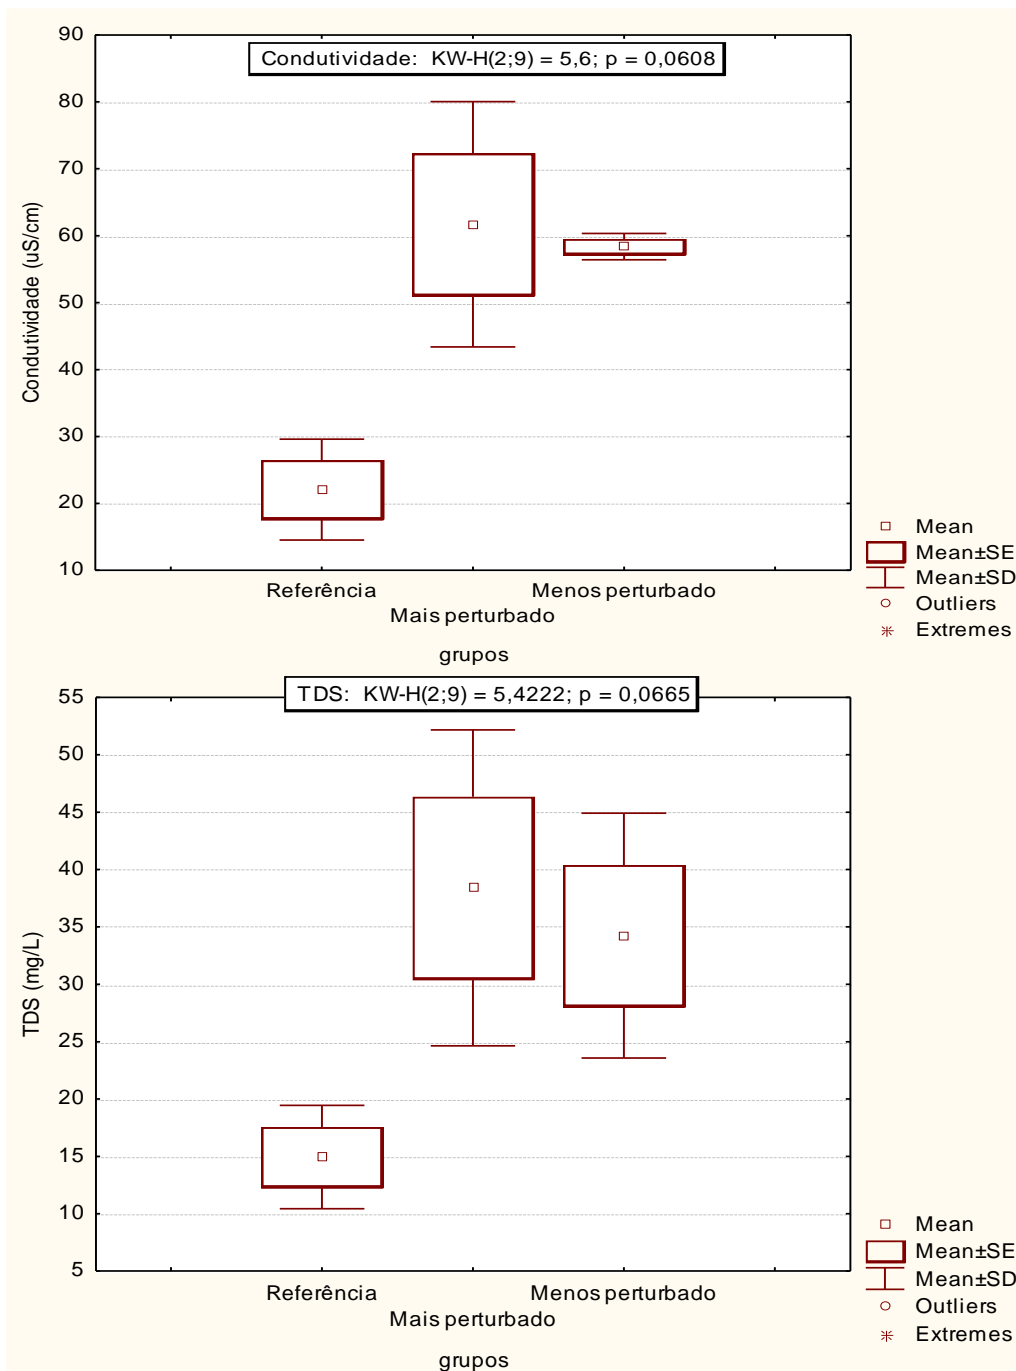 Condutividade: KW-H(2;9) = 5,6; p = 0,0608
90
80
70
60
50
40
30
20
10
Condutividade (uS/cm)
Referência
Mais perturbado
Menos perturbado
grupos
Mean
Mean±SE
Mean±SD
Outliers
Extremes
TDS: KW-H(2;9) = 5,4222; p = 0,0665
55
50
45
40
35
30
25
20
15
10
5
TDS (mg/L)
Referência
Mais perturbado
Menos perturbado
grupos
Mean
Mean±SE
Mean±SD
Outliers
Extremes